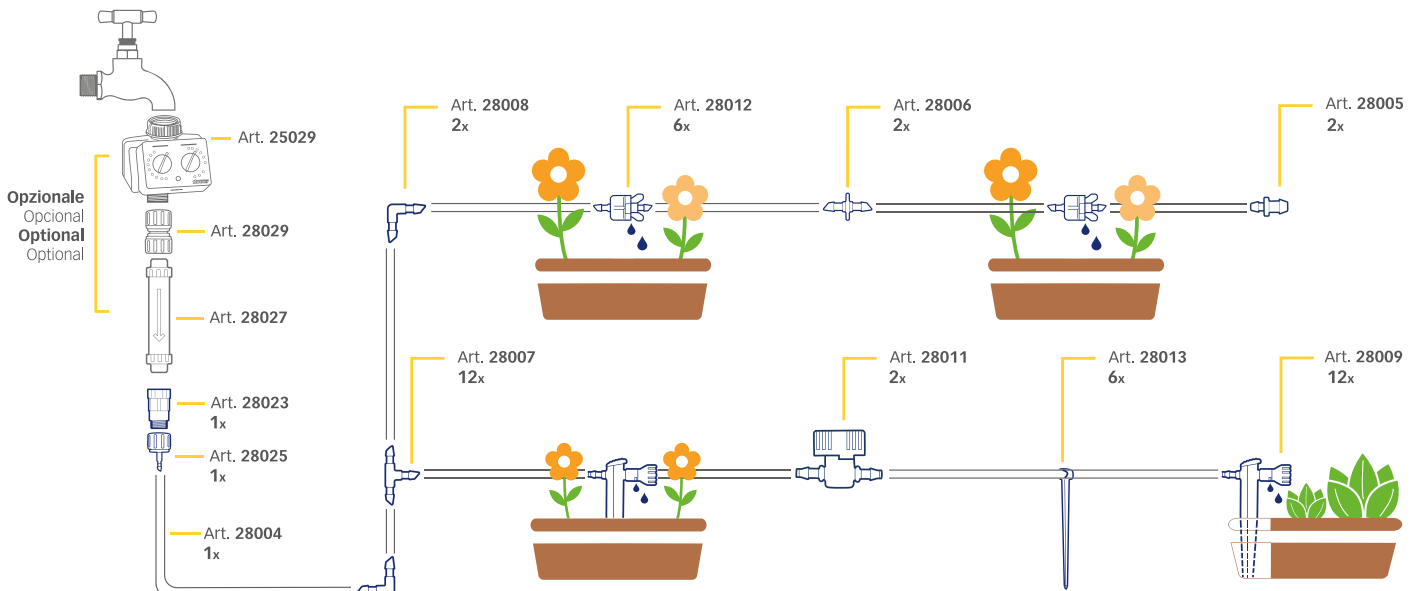 Art. 25029
Opzionale
Opcional
Optional
Optional
Art. 28029
Art. 28027
Art. 28023
1x
Art. 28025
1x
Art. 28004
1x
Art. 28008
2x
Art. 28012
6x
Art. 28006
2x
Art. 28005
2x
Art. 28007
12x
Art. 28011
2x
Art. 28013
6x
Art. 28009
12x